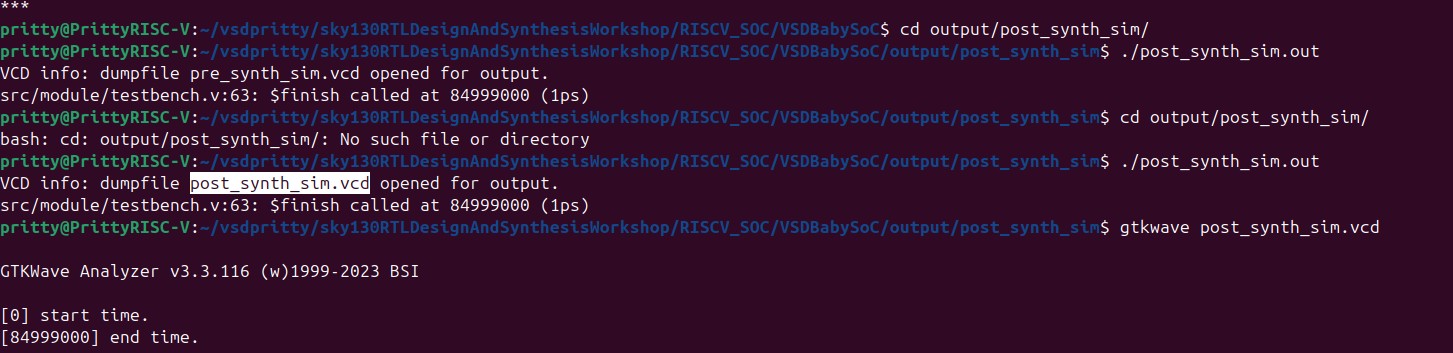 ***
pritty@PrittyRISC-V:~/vsdpritty/sky130RTLDesignAndSynthesisWorkshop/RISCV_SOC/VSDBabySoC$ cd output/post_synth_sim/
pritty@PrittyRISC-V:~/vsdpritty/sky130RTLDesignAndSynthesisWorkshop/RISCV_SOC/VSDBabySoC/output/post_synth_sim$ ./post_synth_sim.out
VCD info: dumpfile pre_synth_sim.vcd opened for output.
src/module/testbench.v:63: $finish called at 84999000 (1ps)
pritty@PrittyRISC-V:~/vsdpritty/sky130RTLDesignAndSynthesisWorkshop/RISCV_SOC/VSDBabySoC/output/post_synth_sim$ cd output/post_synth_sim/
bash: cd: output/post_synth_sim/: No such file or directory
pritty@PrittyRISC-V:~/vsdpritty/sky130RTLDesignAndSynthesisWorkshop/RISCV_SOC/VSDBabySoC/output/post_synth_sim$ ./post_synth_sim.out
VCD info: dumpfile post_synth_sim.vcd opened for output.
src/module/testbench.v:63: $finish called at 84999000 (1ps)
pritty@PrittyRISC-V:~/vsdpritty/sky130RTLDesignAndSynthesisWorkshop/RISCV_SOC/VSDBabySoC/output/post_synth_sim$ gtkwave post_synth_sim.vcd
GTKWave Analyzer v3.3.116 (w)1999-2023 BSI
[0] start time.
[84999000] end time.